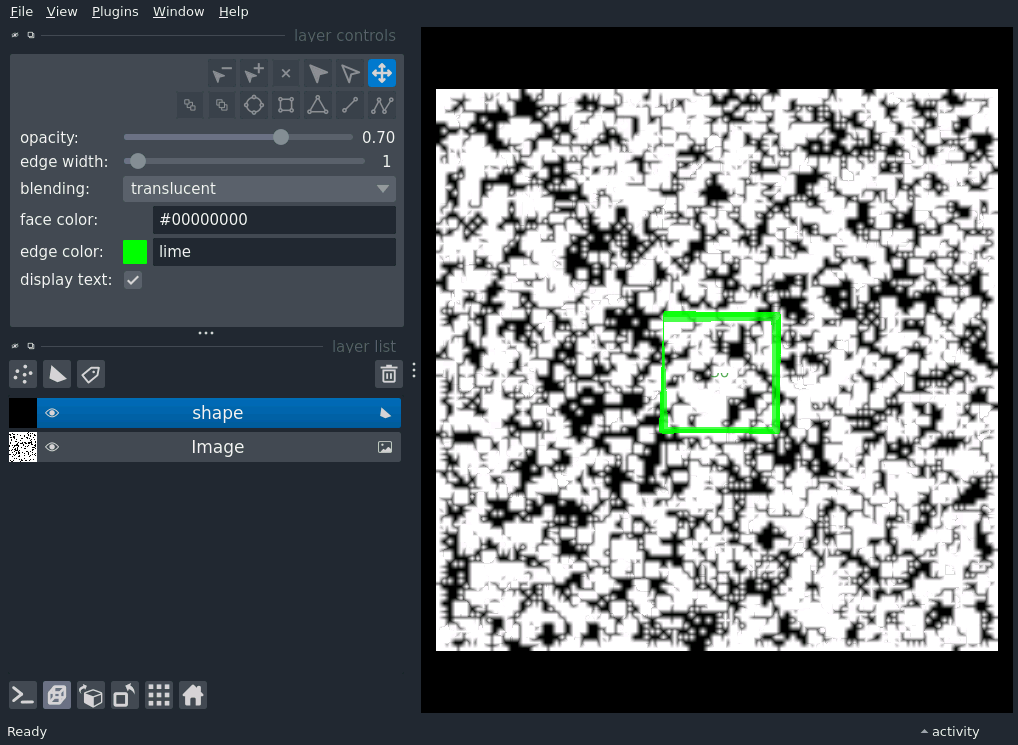 File View Plugins Window Help
layer controls
opacity: 0.70
edge width: 1
blending: translucent
face color: #00000000
edge color: lime
display text:
layer list
shape
Image
Ready
activity